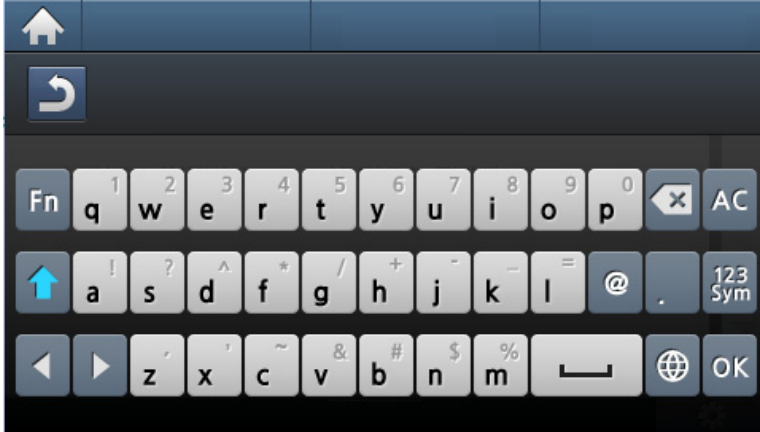 Fn q 1 w 2 e 3 r 4 t 5 y 6 u 7 i 8 o 9 p 0 AC
a ! s ? d ^ f * g / h + j - k _ l = @ . 123 Sym
z ´ x ' c ~ v & b # n $ m % OK